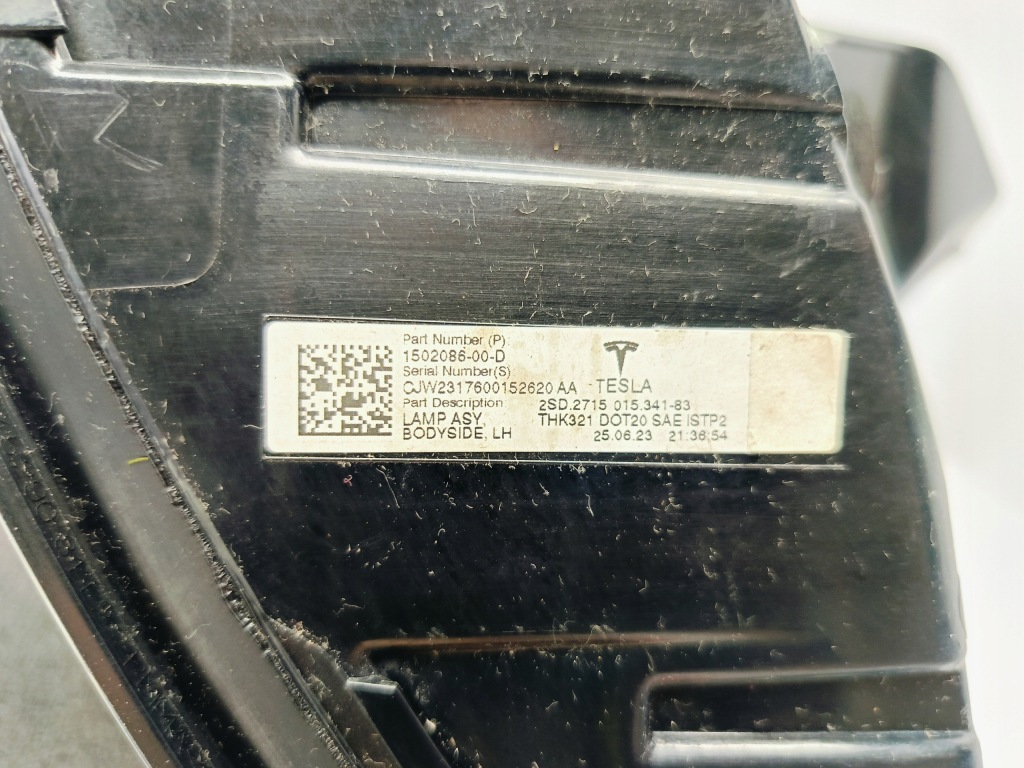 Part Number (P):
1502086-00-D
Serial Number(S):
CJW2317600152620 AA
TESLA
Part Description
2SD.2715 015.341-83
LAMP ASY,
THK321 DOT20 SAE ISTP2
BODYSIDE, LH
25.06.23 21:36:54